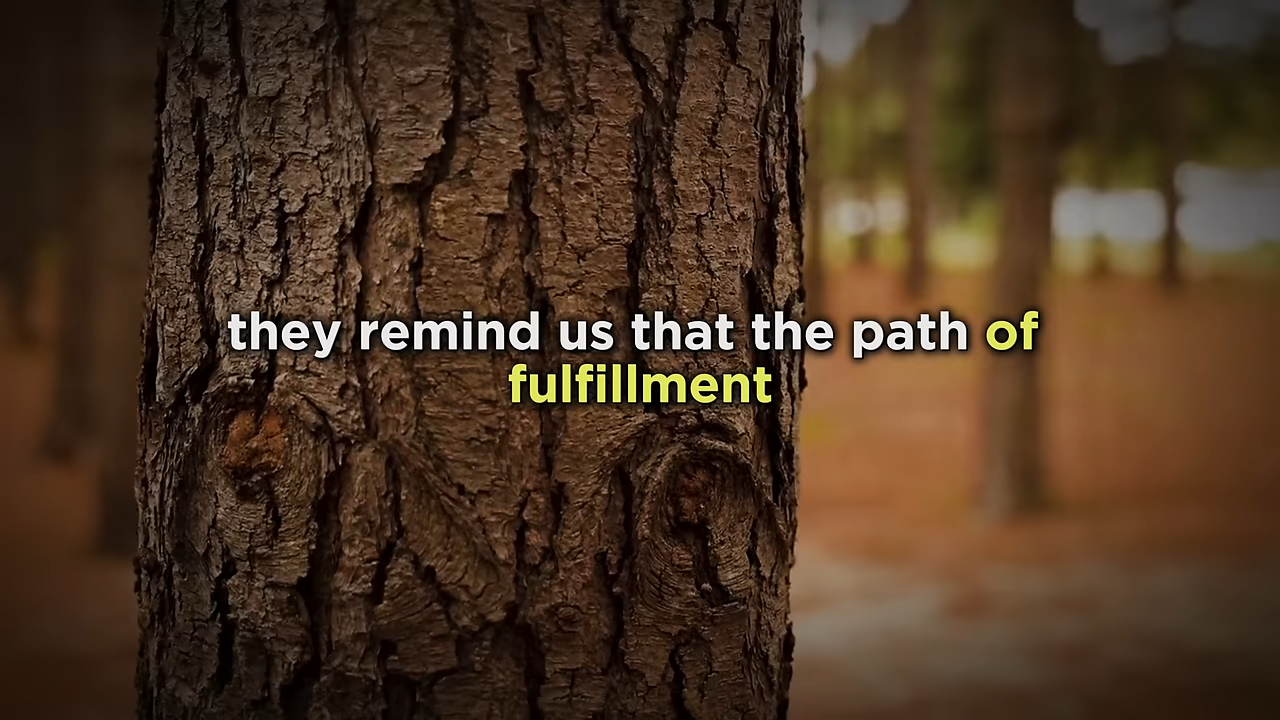 they remind us that the path of
fulfillment